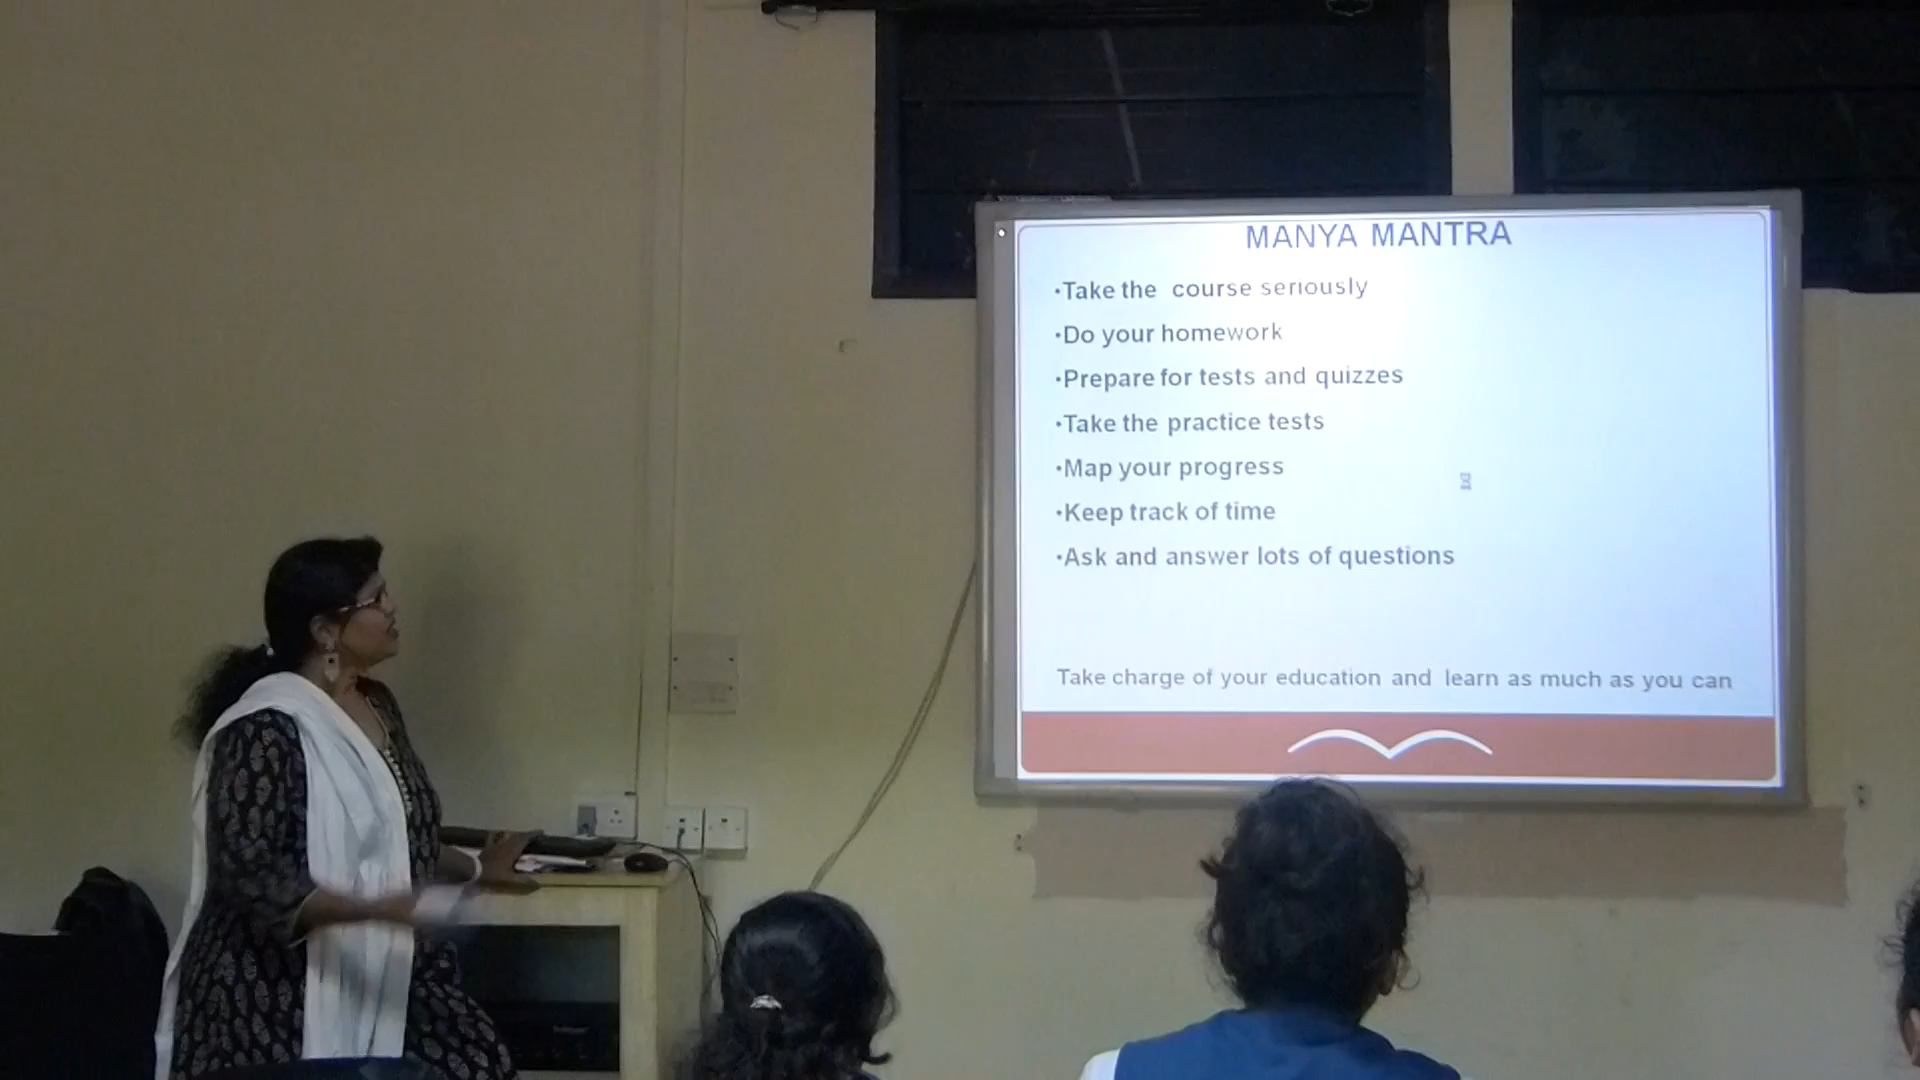 MANYA MANTRA
•Take the course seriously
•Do your homework
•Prepare for tests and quizzes
•Take the practice tests
•Map your progress
•Keep track of time
•Ask and answer lots of questions
Take charge of your education and learn as much as you can